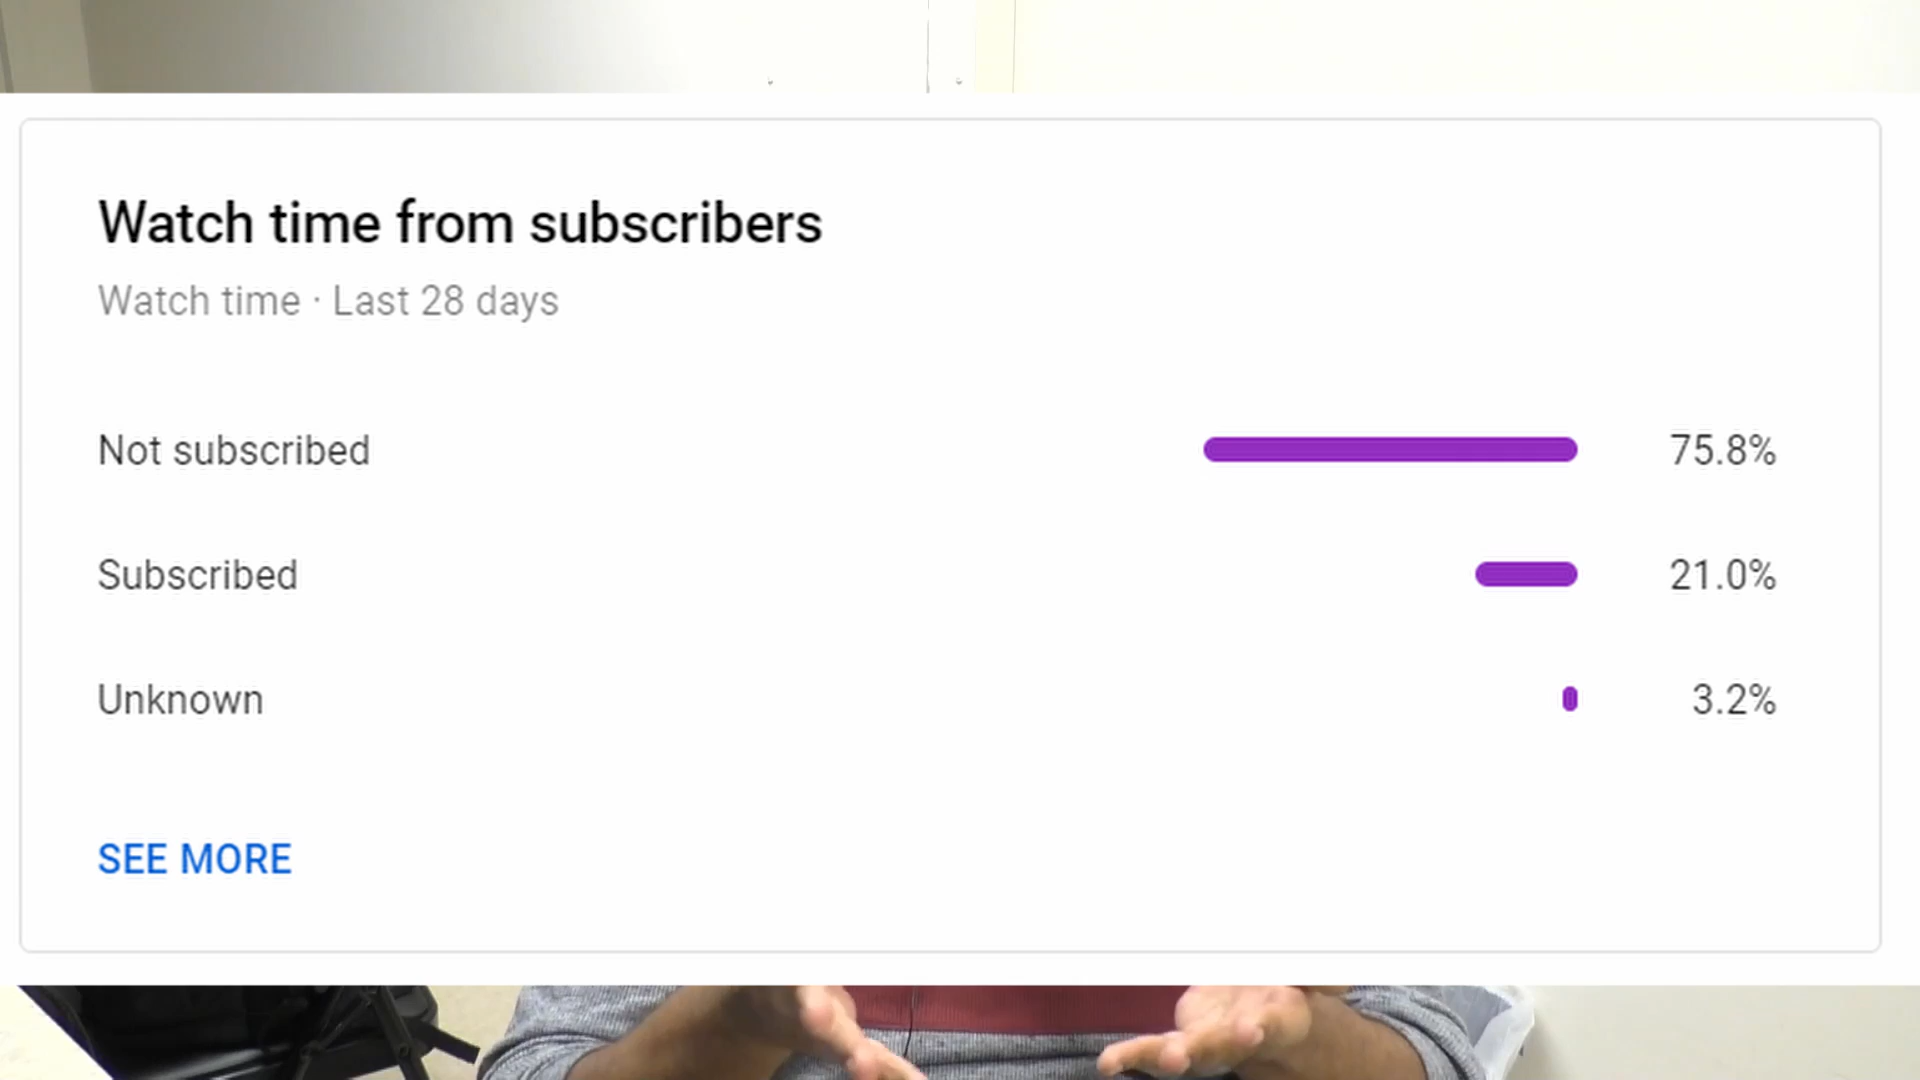 Watch time from subscribers
Watch time · Last 28 days
Not subscribed 75.8%
Subscribed 21.0%
Unknown 3.2%
SEE MORE